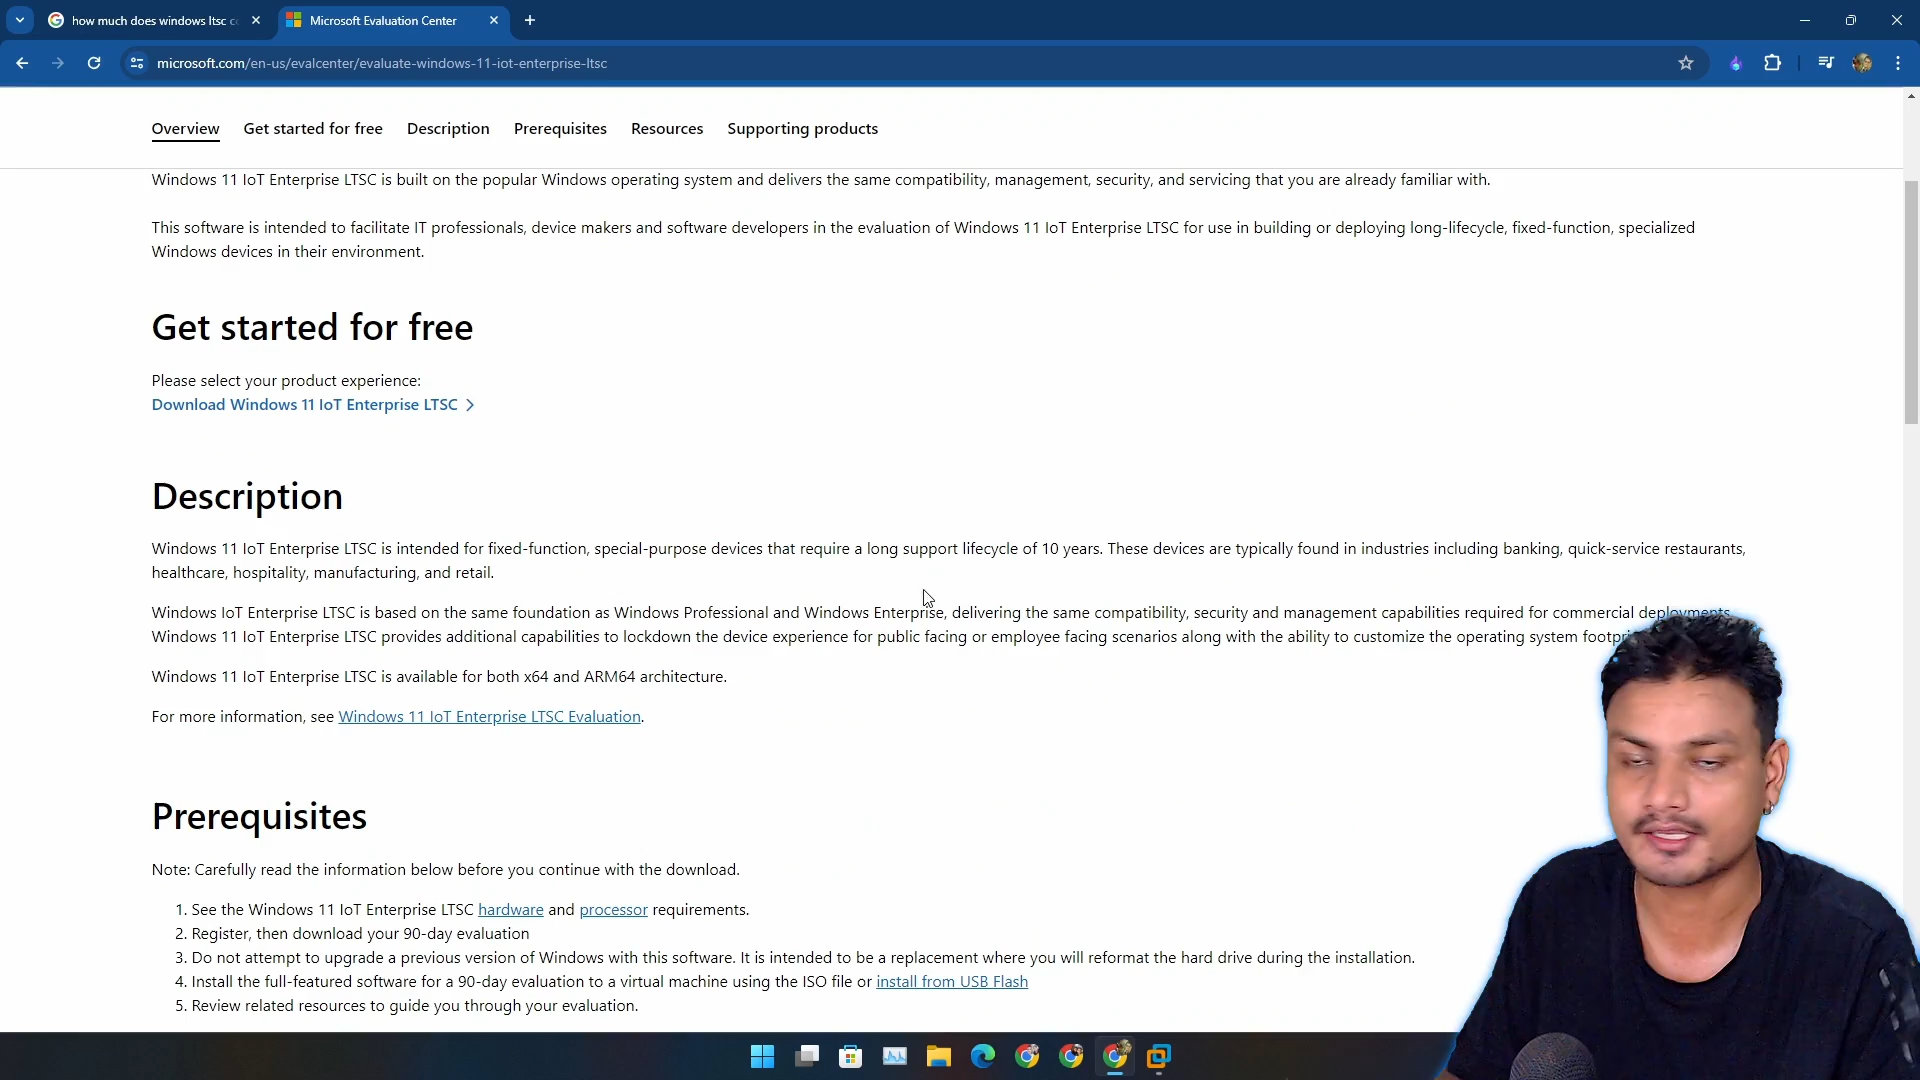 how much does windows ltsc c
Microsoft Evaluation Center
microsoft.com/en-us/evalcenter/evaluate-windows-11-iot-enterprise-ltsc
Overview Get started for free Description Prerequisites Resources Supporting products
Windows 11 IoT Enterprise LTSC is built on the popular Windows operating system and delivers the same compatibility, management, security, and servicing that you are already familiar with.
This software is intended to facilitate IT professionals, device makers and software developers in the evaluation of Windows 11 IoT Enterprise LTSC for use in building or deploying long-lifecycle, fixed-function, specialized
Windows devices in their environment.
Get started for free
Please select your product experience:
Download Windows 11 IoT Enterprise LTSC >
Description
Windows 11 IoT Enterprise LTSC is intended for fixed-function, special-purpose devices that require a long support lifecycle of 10 years. These devices are typically found in industries including banking, quick-service restaurants,
healthcare, hospitality, manufacturing, and retail.
Windows IoT Enterprise LTSC is based on the same foundation as Windows Professional and Windows Enterprise, delivering the same compatibility, security and management capabilities required for commercial deployments.
Windows 11 IoT Enterprise LTSC provides additional capabilities to lockdown the device experience for public facing or employee facing scenarios along with the ability to customize the operating system
Windows 11 IoT Enterprise LTSC is available for both x64 and ARM64 architecture.
For more information, see Windows 11 IoT Enterprise LTSC Evaluation.
Prerequisites
Note: Carefully read the information below before you continue with the download.
1. See the Windows 11 IoT Enterprise LTSC hardware and processor requirements.
2. Register, then download your 90-day evaluation
3. Do not attempt to upgrade a previous version of Windows with this software. It is intended to be a replacement where you will reformat the hard drive during the installation.
4. Install the full-featured software for a 90-day evaluation to a virtual machine using the ISO file or install from USB Flash
5. Review related resources to guide you through your evaluation.